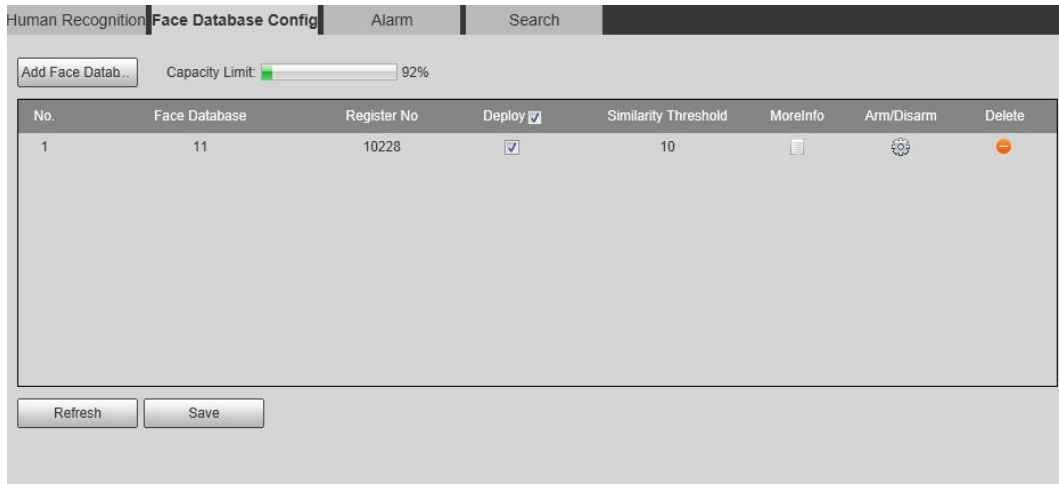 Human Recognition Face Database Config Alarm Search
Add Face Datab... Capacity Limit: 92%
No. Face Database Register No Deploy Similarity Threshold MoreInfo Arm/Disarm Delete
1 11 10228 10
Refresh Save